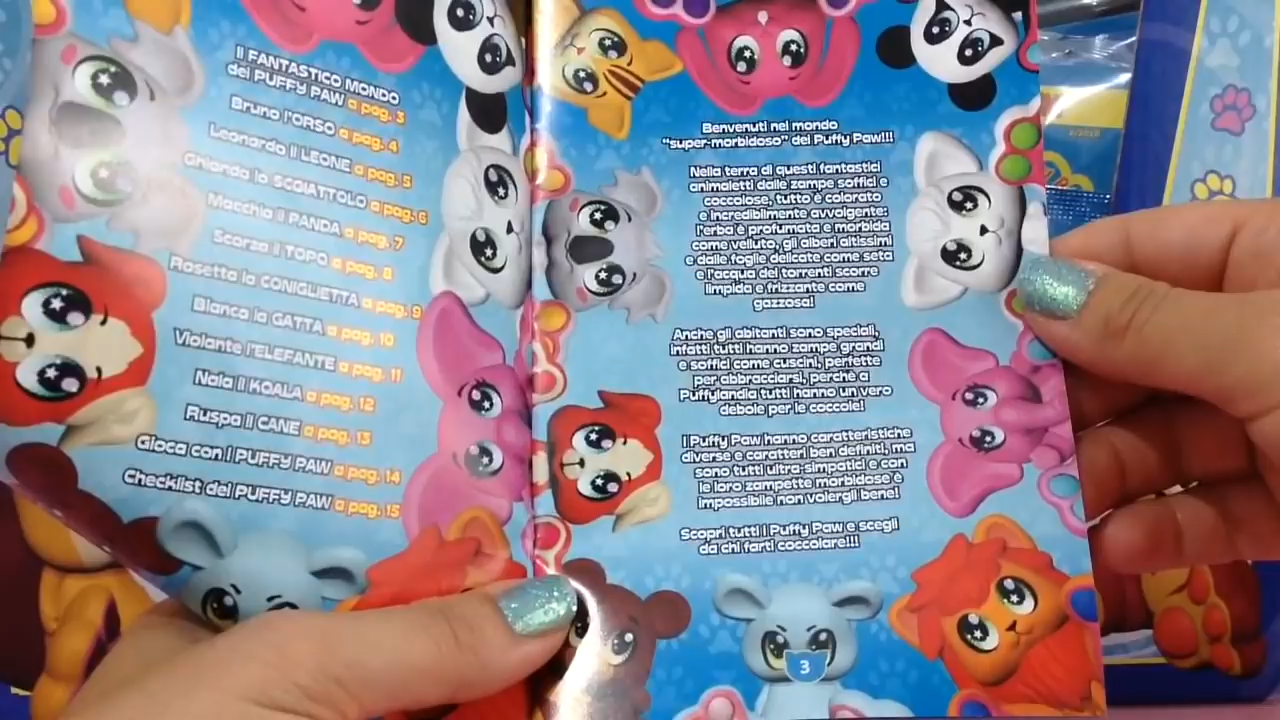 Il FANTASTICO MONDO
dei PUFFY PAW a pag. 3
Bruno l'ORSO a pag. 4
Leonardo il LEONE a pag. 5
Ghianda lo SCOIATTOLO a pag. 6
Macchia il PANDA a pag. 7
Scorza il TOPO a pag. 8
Rosetta la CONIGLIETTA a pag. 9
Bianca la GATTA a pag. 10
Violante l'ELEFANTE a pag. 11
Nala il KOALA a pag. 12
Ruspa il CANE a pag. 13
Gioca con i PUFFY PAW a pag. 14
Checklist dei PUFFY PAW a pag. 15
Benvenuti nel mondo
"super-morbidoso" dei Puffy Paw!!!
Nella terra di questi fantastici
animaletti dalle zampe soffici e
coccolose, tutto è colorato
e incredibilmente avvolgente:
l'erba è profumata e morbida
come velluto, gli alberi altissimi
e dalle foglie delicate come seta
e l'acqua dei torrenti scorre
limpida e frizzante come
gazzosa!
Anche gli abitanti sono speciali,
infatti tutti hanno zampe grandi
e soffici come cuscini, perfette
per abbracciarsi, perchè a
Puffylandia tutti hanno un vero
debole per le coccole!
I Puffy Paw hanno caratteristiche
diverse e caratteri ben definiti, ma
sono tutti ultra-simpatici e con
le loro zampette morbidose è
impossibile non volergli bene!
Scopri tutti i Puffy Paw e scegli
da chi farti coccolare!!!
3